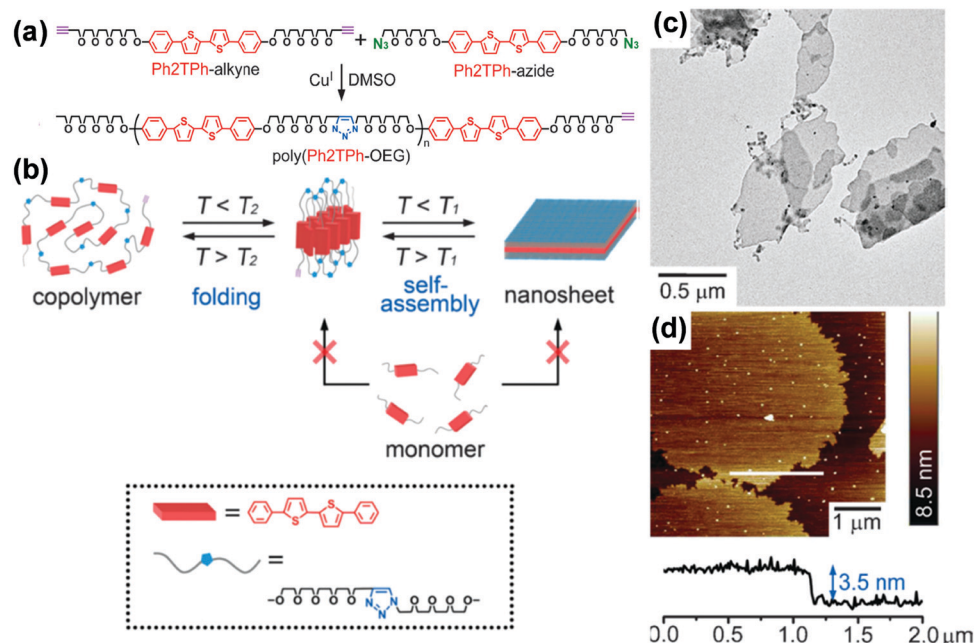 (a)
+
N3
N3
Ph2TPh-alkyne
Ph2TPh-azide
CuI DMSO
n
poly(Ph2TPh-OEG)
(b)
T < T2
T > T2
folding
T < T1
T > T1
self-
assembly
copolymer
nanosheet
monomer
=
=
(c)
0.5 μm
(d)
8.5 nm
1 μm
3.5 nm
0.0 0.5 1.0 1.5 2.0 μm